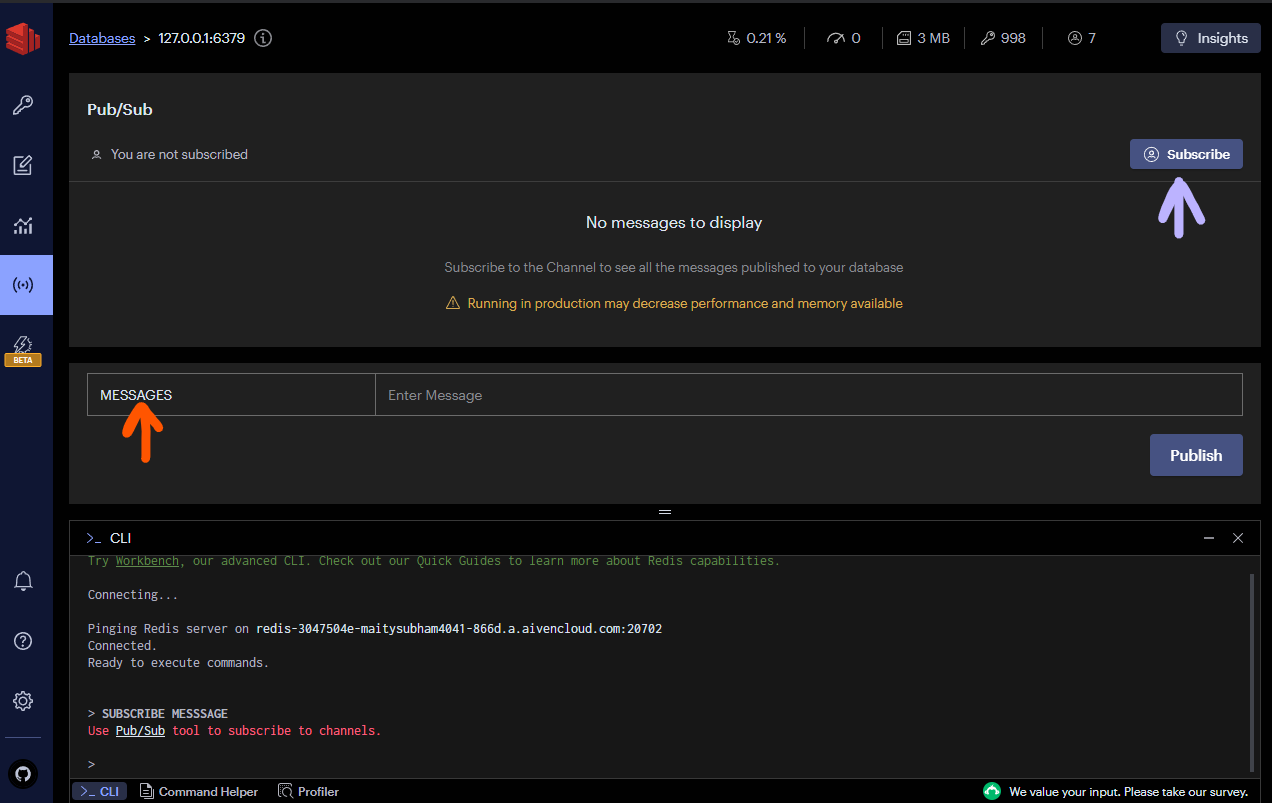 Databases > 127.0.0.1:6379
0.21 %
0
3 MB
998
7
Insights
Pub/Sub
You are not subscribed
Subscribe
No messages to display
Subscribe to the Channel to see all the messages published to your database
Running in production may decrease performance and memory available
BETA
MESSAGES
Enter Message
Publish
>_ CLI
Try Workbench, our advanced CLI. Check out our Quick Guides to learn more about Redis capabilities.
Connecting...
Pinging Redis server on redis-3047504e-maitysubham4041-866d.a.aivencloud.com:20702
Connected.
Ready to execute commands.
> SUBSCRIBE MESSSAGE
Use Pub/Sub tool to subscribe to channels.
>
>_ CLI
Command Helper
Profiler
We value your input. Please take our survey.